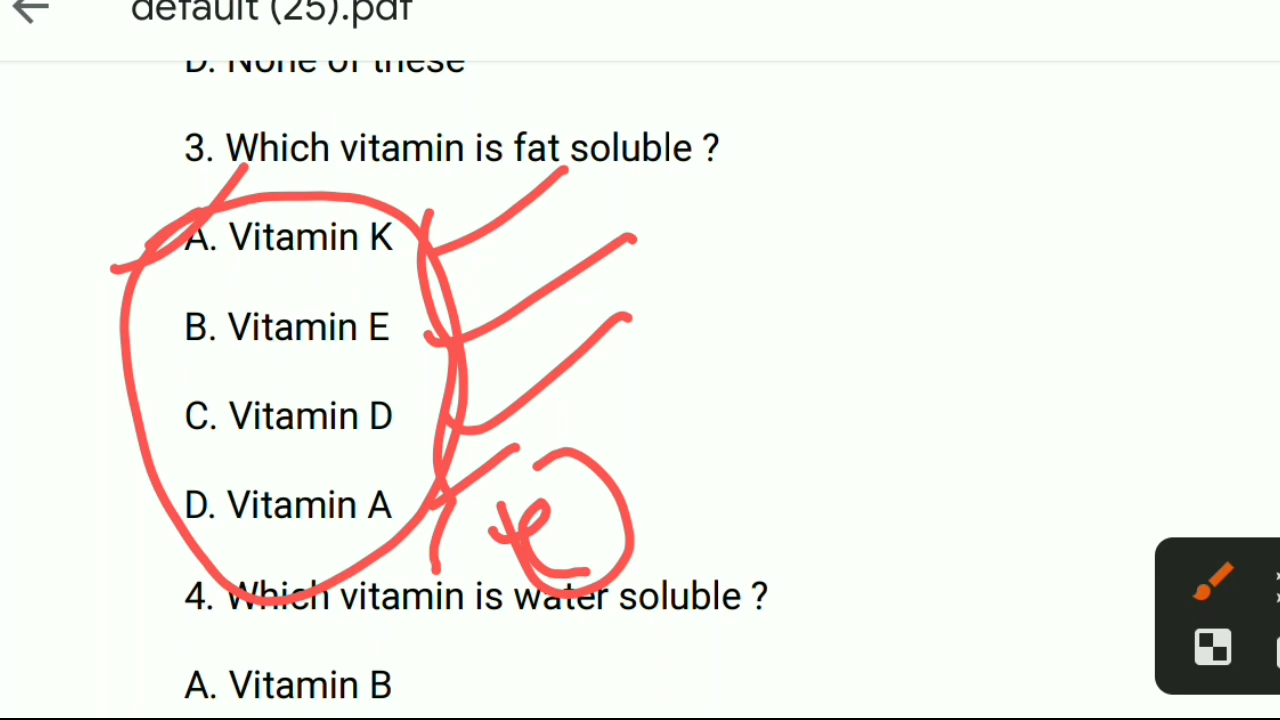 default (25).pdf
D. None of these
3. Which vitamin is fat soluble ?
A. Vitamin K
B. Vitamin E
C. Vitamin D
D. Vitamin A
4. Which vitamin is water soluble ?
A. Vitamin B